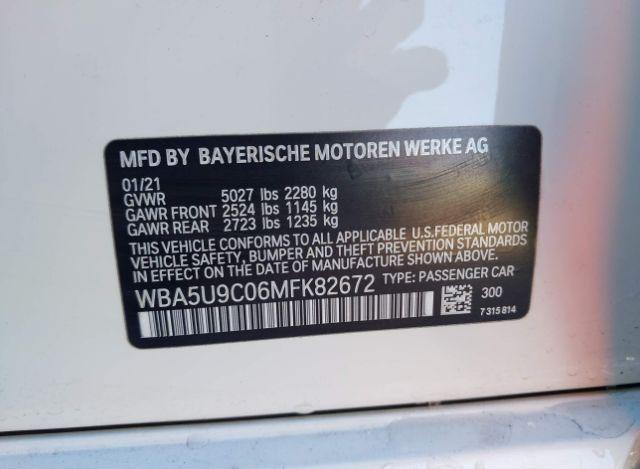 MFD BY BAYERISCHE MOTOREN WERKE AG
01/21
GVWR 5027 lbs 2280 kg
GAWR FRONT 2524 lbs 1145 kg
GAWR REAR 2723 lbs 1235 kg
THIS VEHICLE CONFORMS TO ALL APPLICABLE U.S.FEDERAL MOTOR
VEHICLE SAFETY, BUMPER AND THEFT PREVENTION STANDARDS
IN EFFECT ON THE DATE OF MANUFACTURE SHOWN ABOVE.
WBA5U9C06MFK82672 TYPE: PASSENGER CAR
300
7 315 814